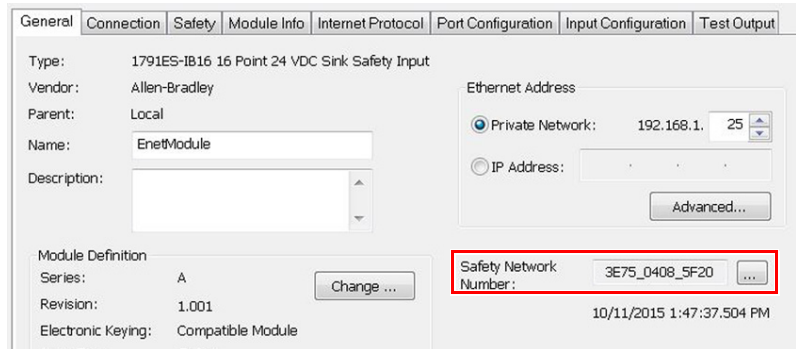 General Connection Safety Module Info Internet Protocol Port Configuration Input Configuration Test Output
Type: 1791ES-IB16 16 Point 24 VDC Sink Safety Input
Vendor: Allen-Bradley
Parent: Local
Name: EnetModule
Description:
Ethernet Address
Private Network: 192.168.1. 25
IP Address: . . .
Advanced...
Module Definition
Series: A
Change ...
Revision: 1.001
Electronic Keying: Compatible Module
Safety Network
Number: 3E75_0408_5F20 ...
10/11/2015 1:47:37.504 PM